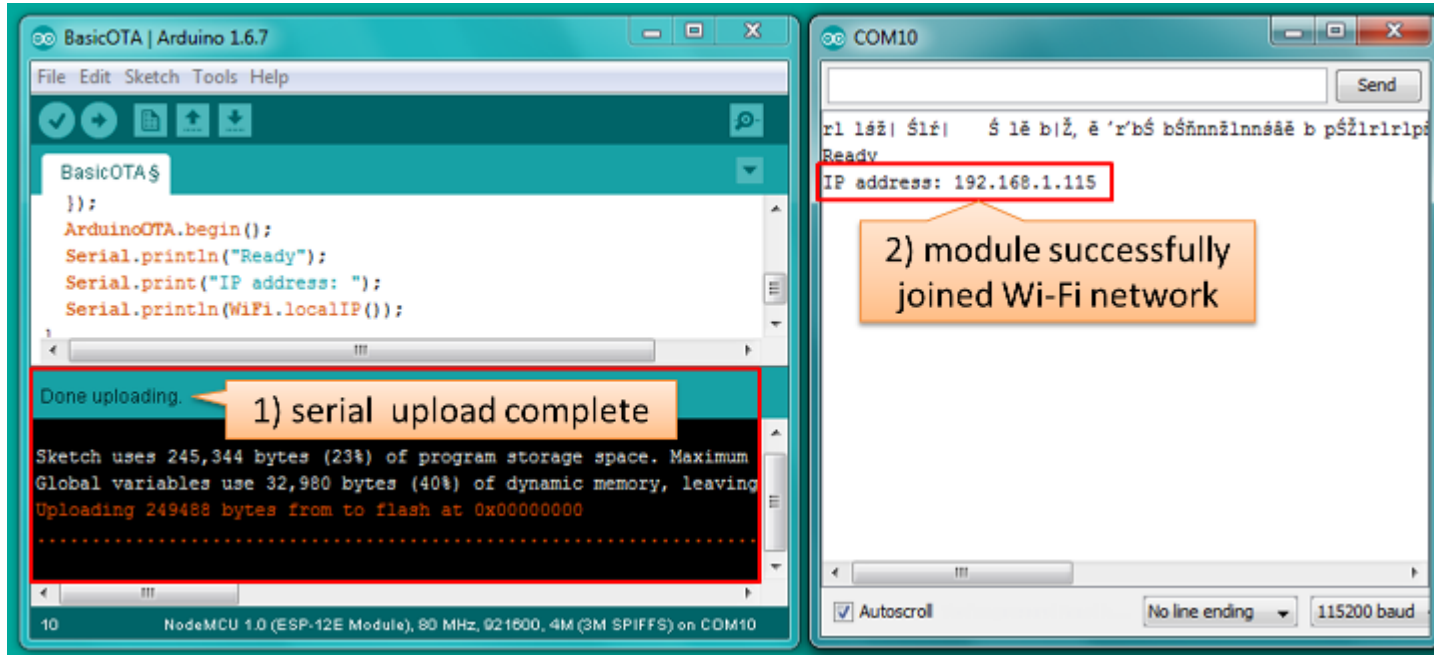 BasicOTA | Arduino 1.6.7
File Edit Sketch Tools Help
BasicOTA§
});
ArduinoOTA.begin();
Serial.println("Ready");
Serial.print("IP address: ");
Serial.println(WiFi.localIP());
}
Done uploading.
1) serial upload complete
Sketch uses 245,344 bytes (23%) of program storage space. Maximum
Global variables use 32,980 bytes (40%) of dynamic memory, leaving
Uploading 249488 bytes from to flash at 0x00000000
................................................................
10 NodeMCU 1.0 (ESP-12E Module), 80 MHz, 921600, 4M (3M SPIFFS) on COM10
COM10
Send
Ready
IP address: 192.168.1.115
2) module successfully
joined Wi-Fi network
Autoscroll No line ending 115200 baud